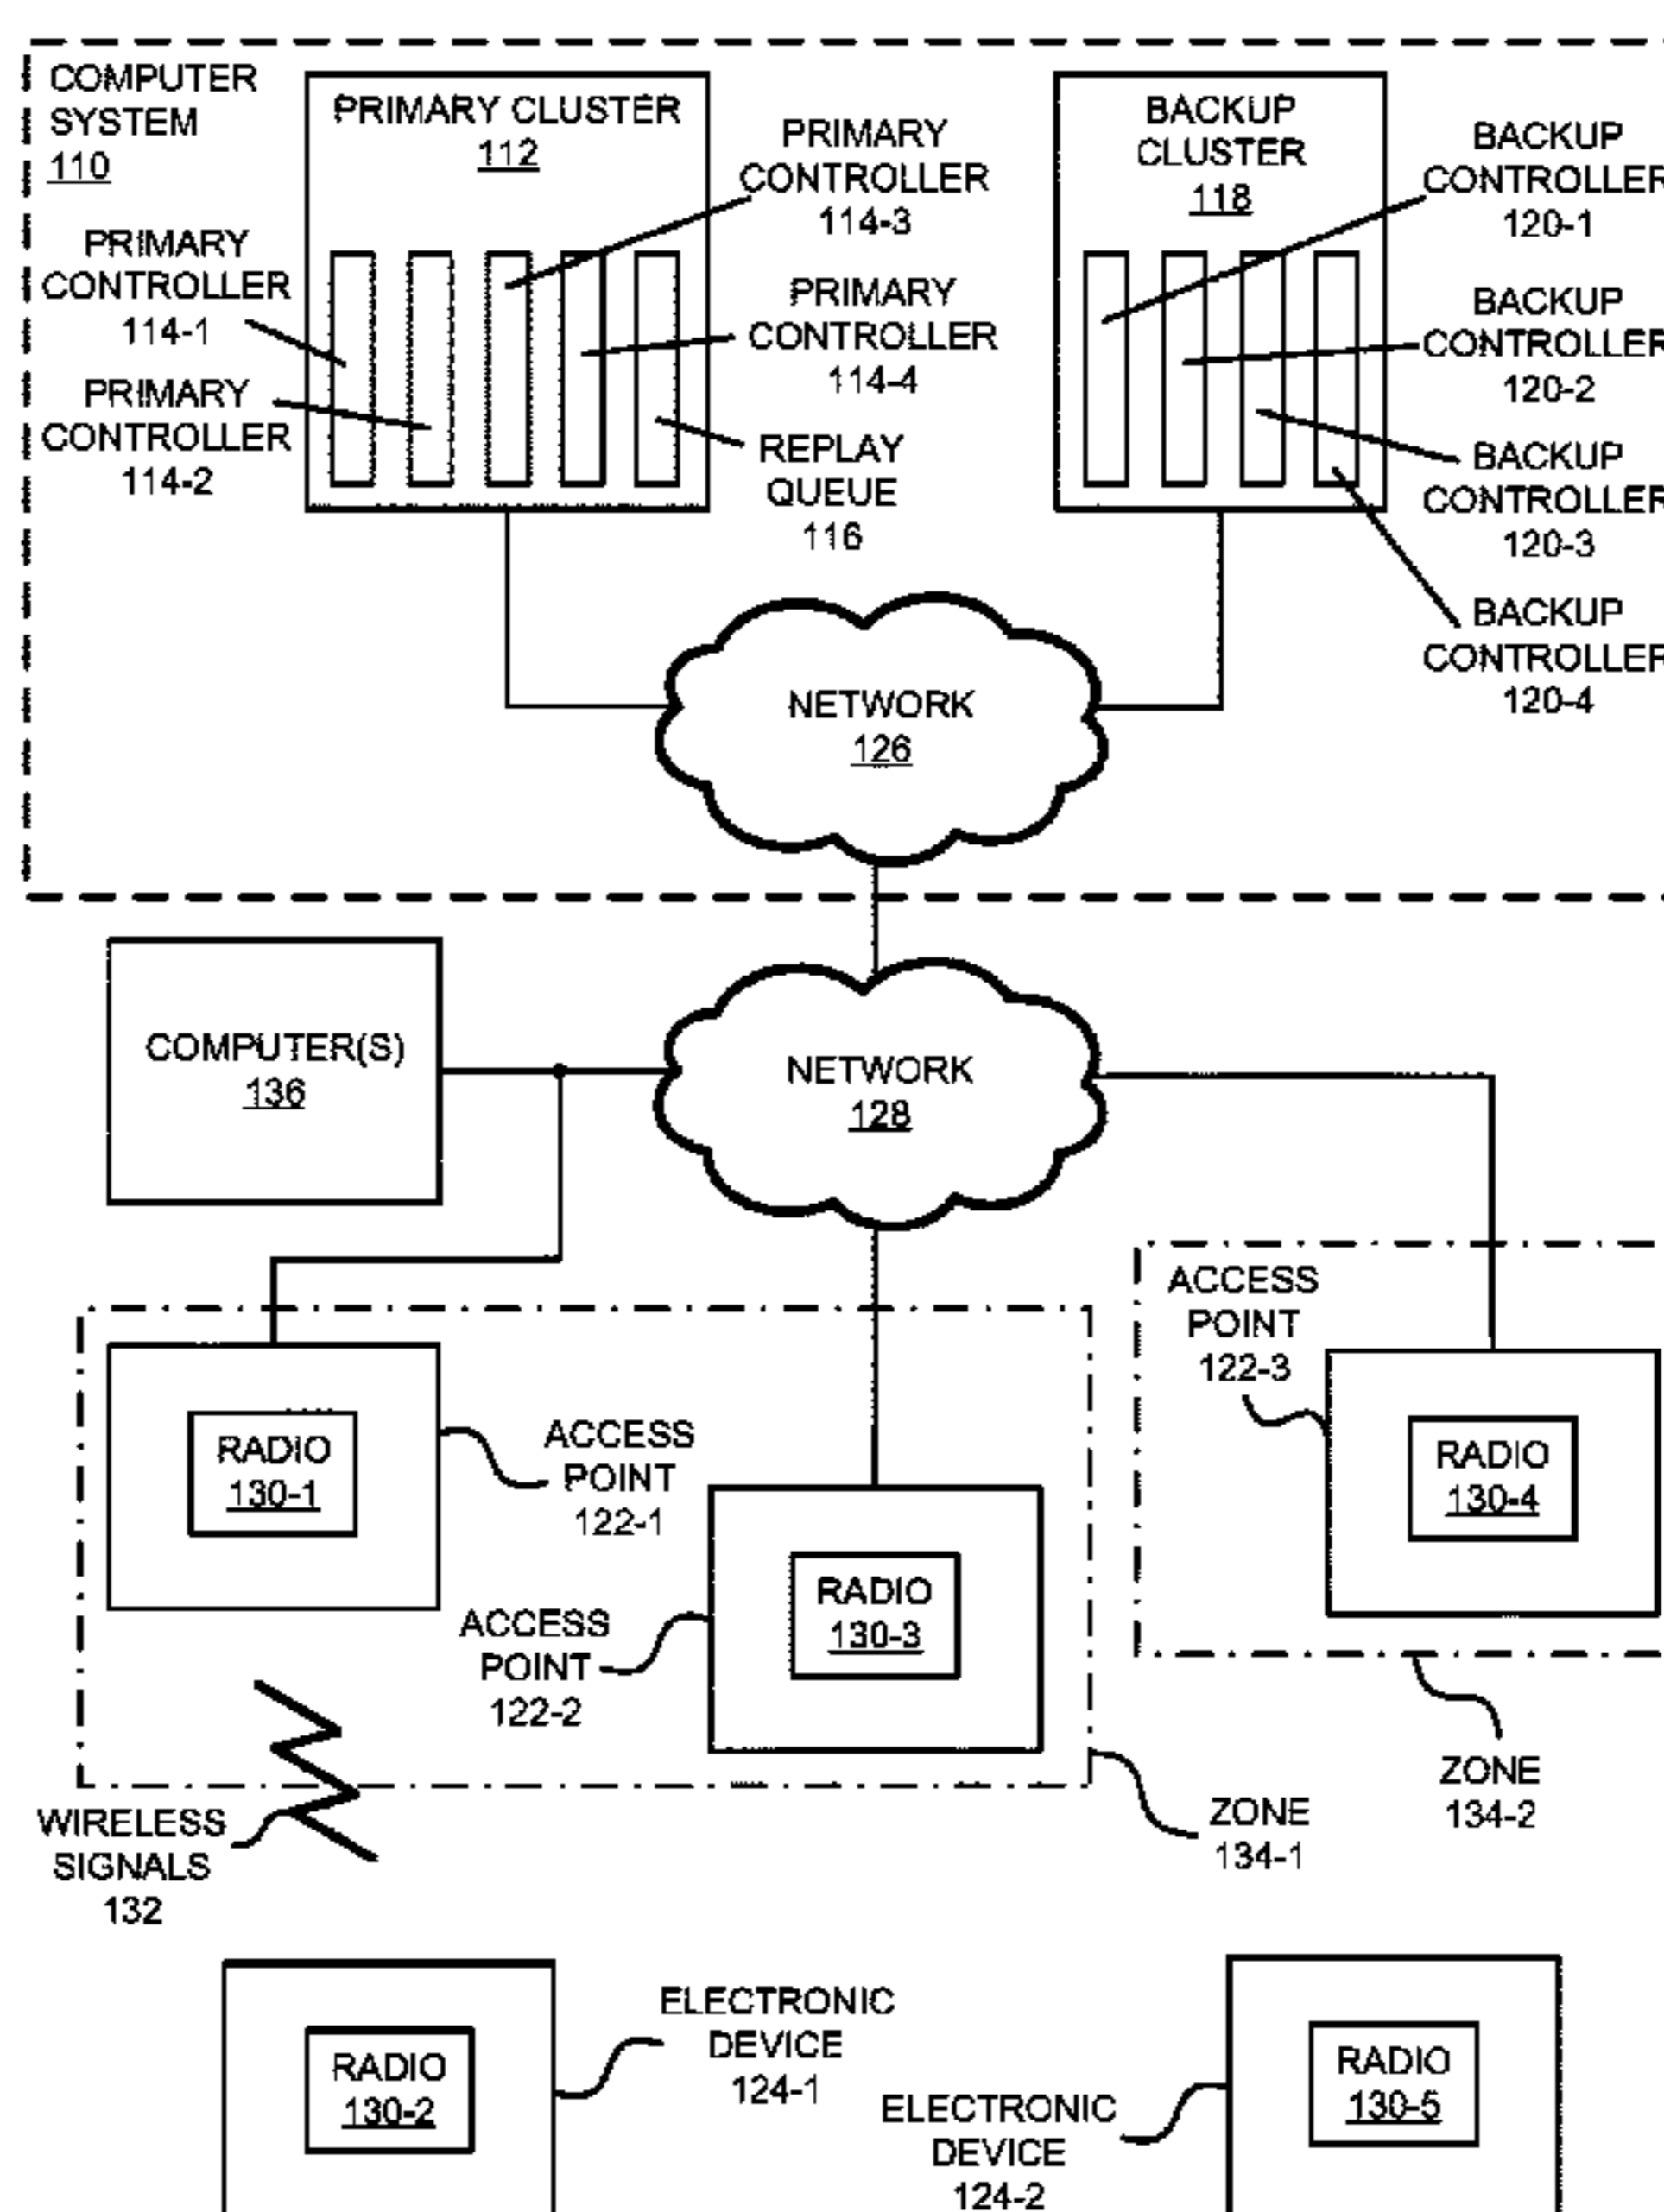 COMPUTER
SYSTEM
110
PRIMARY CLUSTER
112
PRIMARY
CONTROLLER
114-1
PRIMARY
CONTROLLER
114-2
PRIMARY
CONTROLLER
114-3
PRIMARY
CONTROLLER
114-4
REPLAY
QUEUE
116
BACKUP
CLUSTER
118
BACKUP
CONTROLLER
120-1
BACKUP
CONTROLLER
120-2
BACKUP
CONTROLLER
120-3
BACKUP
CONTROLLER
120-4
NETWORK
126
COMPUTER(S)
136
NETWORK
128
RADIO
130-1
ACCESS
POINT
122-1
ACCESS
POINT
122-2
RADIO
130-3
ACCESS
POINT
122-3
RADIO
130-4
ZONE
134-2
ZONE
134-1
WIRELESS
SIGNALS
132
RADIO
130-2
ELECTRONIC
DEVICE
124-1
ELECTRONIC
DEVICE
124-2
RADIO
130-5